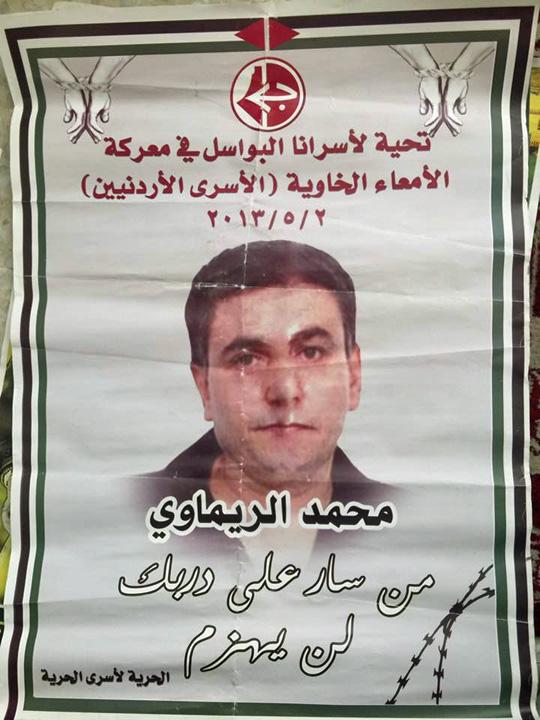 تحية لأسرانا البواسل في معركة
الأمعاء الخاوية (الأسرى الأردنيين)
٢٠١٣/٥/٢
محمد الريماوي
من سار على دربك
لن يهزم
الحرية لأسرى الحرية